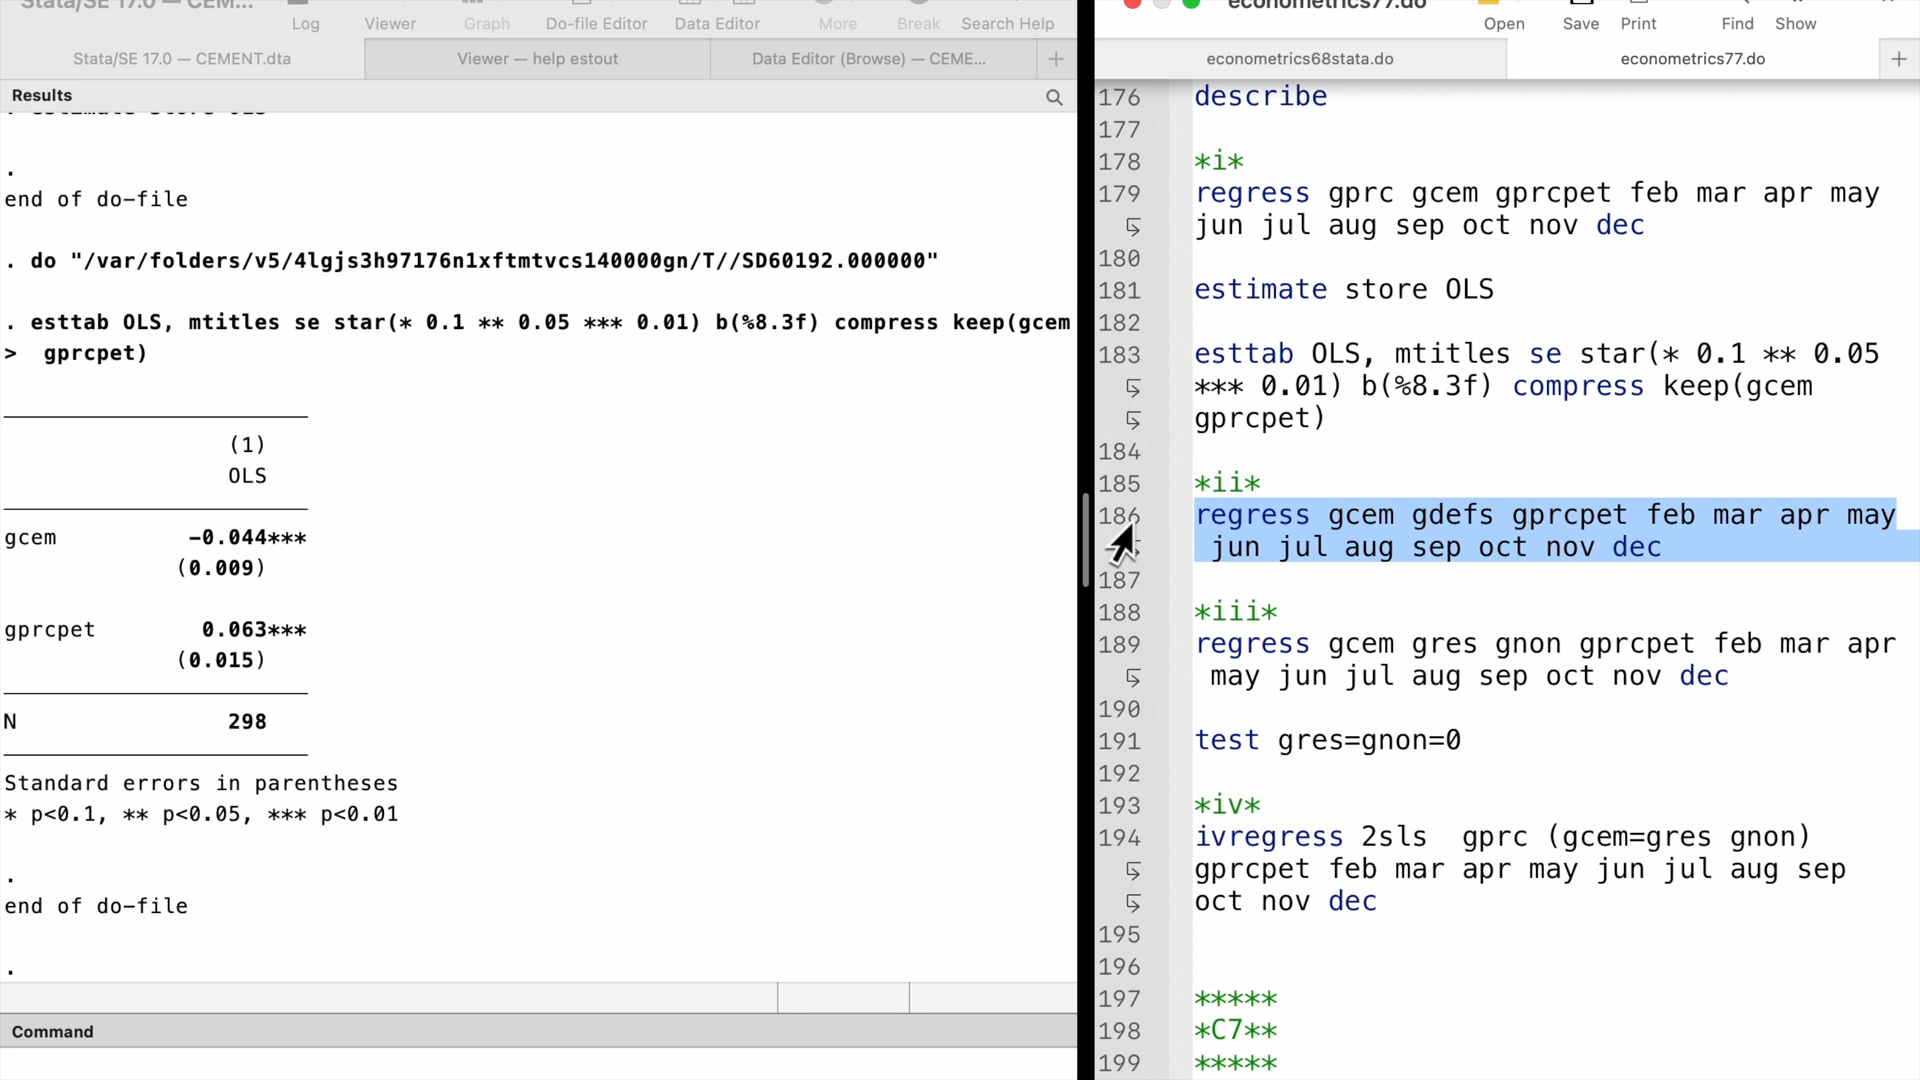 Stata/SE 17.0 — CEM...
Log Viewer Graph Do-file Editor Data Editor More Break Search Help
Stata/SE 17.0 — CEMENT.dta Viewer — help estout Data Editor (Browse) — CEME... +
Results
. estimate store OLS
.
end of do-file
. do "/var/folders/v5/4lgjs3h97176n1xftmtvcs140000gn/T//SD60192.000000"
. esttab OLS, mtitles se star(* 0.1 ** 0.05 *** 0.01) b(%8.3f) compress keep(gcem
> gprcpet)
(1)
OLS
gcem -0.044***
(0.009)
gprcpet 0.063***
(0.015)
N 298
Standard errors in parentheses
* p<0.1, ** p<0.05, *** p<0.01
.
end of do-file
.
Command
econometrics77.do
Open Save Print Find Show
econometrics68stata.do econometrics77.do +
176 describe
177
178 *i*
179 regress gprc gcem gprcpet feb mar apr may
jun jul aug sep oct nov dec
180
181 estimate store OLS
182
183 esttab OLS, mtitles se star(* 0.1 ** 0.05
*** 0.01) b(%8.3f) compress keep(gcem
gprcpet)
184
185 *ii*
186 regress gcem gdefs gprcpet feb mar apr may
jun jul aug sep oct nov dec
187
188 *iii*
189 regress gcem gres gnon gprcpet feb mar apr
may jun jul aug sep oct nov dec
190
191 test gres=gnon=0
192
193 *iv*
194 ivregress 2sls  gprc (gcem=gres gnon)
gprcpet feb mar apr may jun jul aug sep
oct nov dec
195
196
197 *****
198 *C7**
199 *****